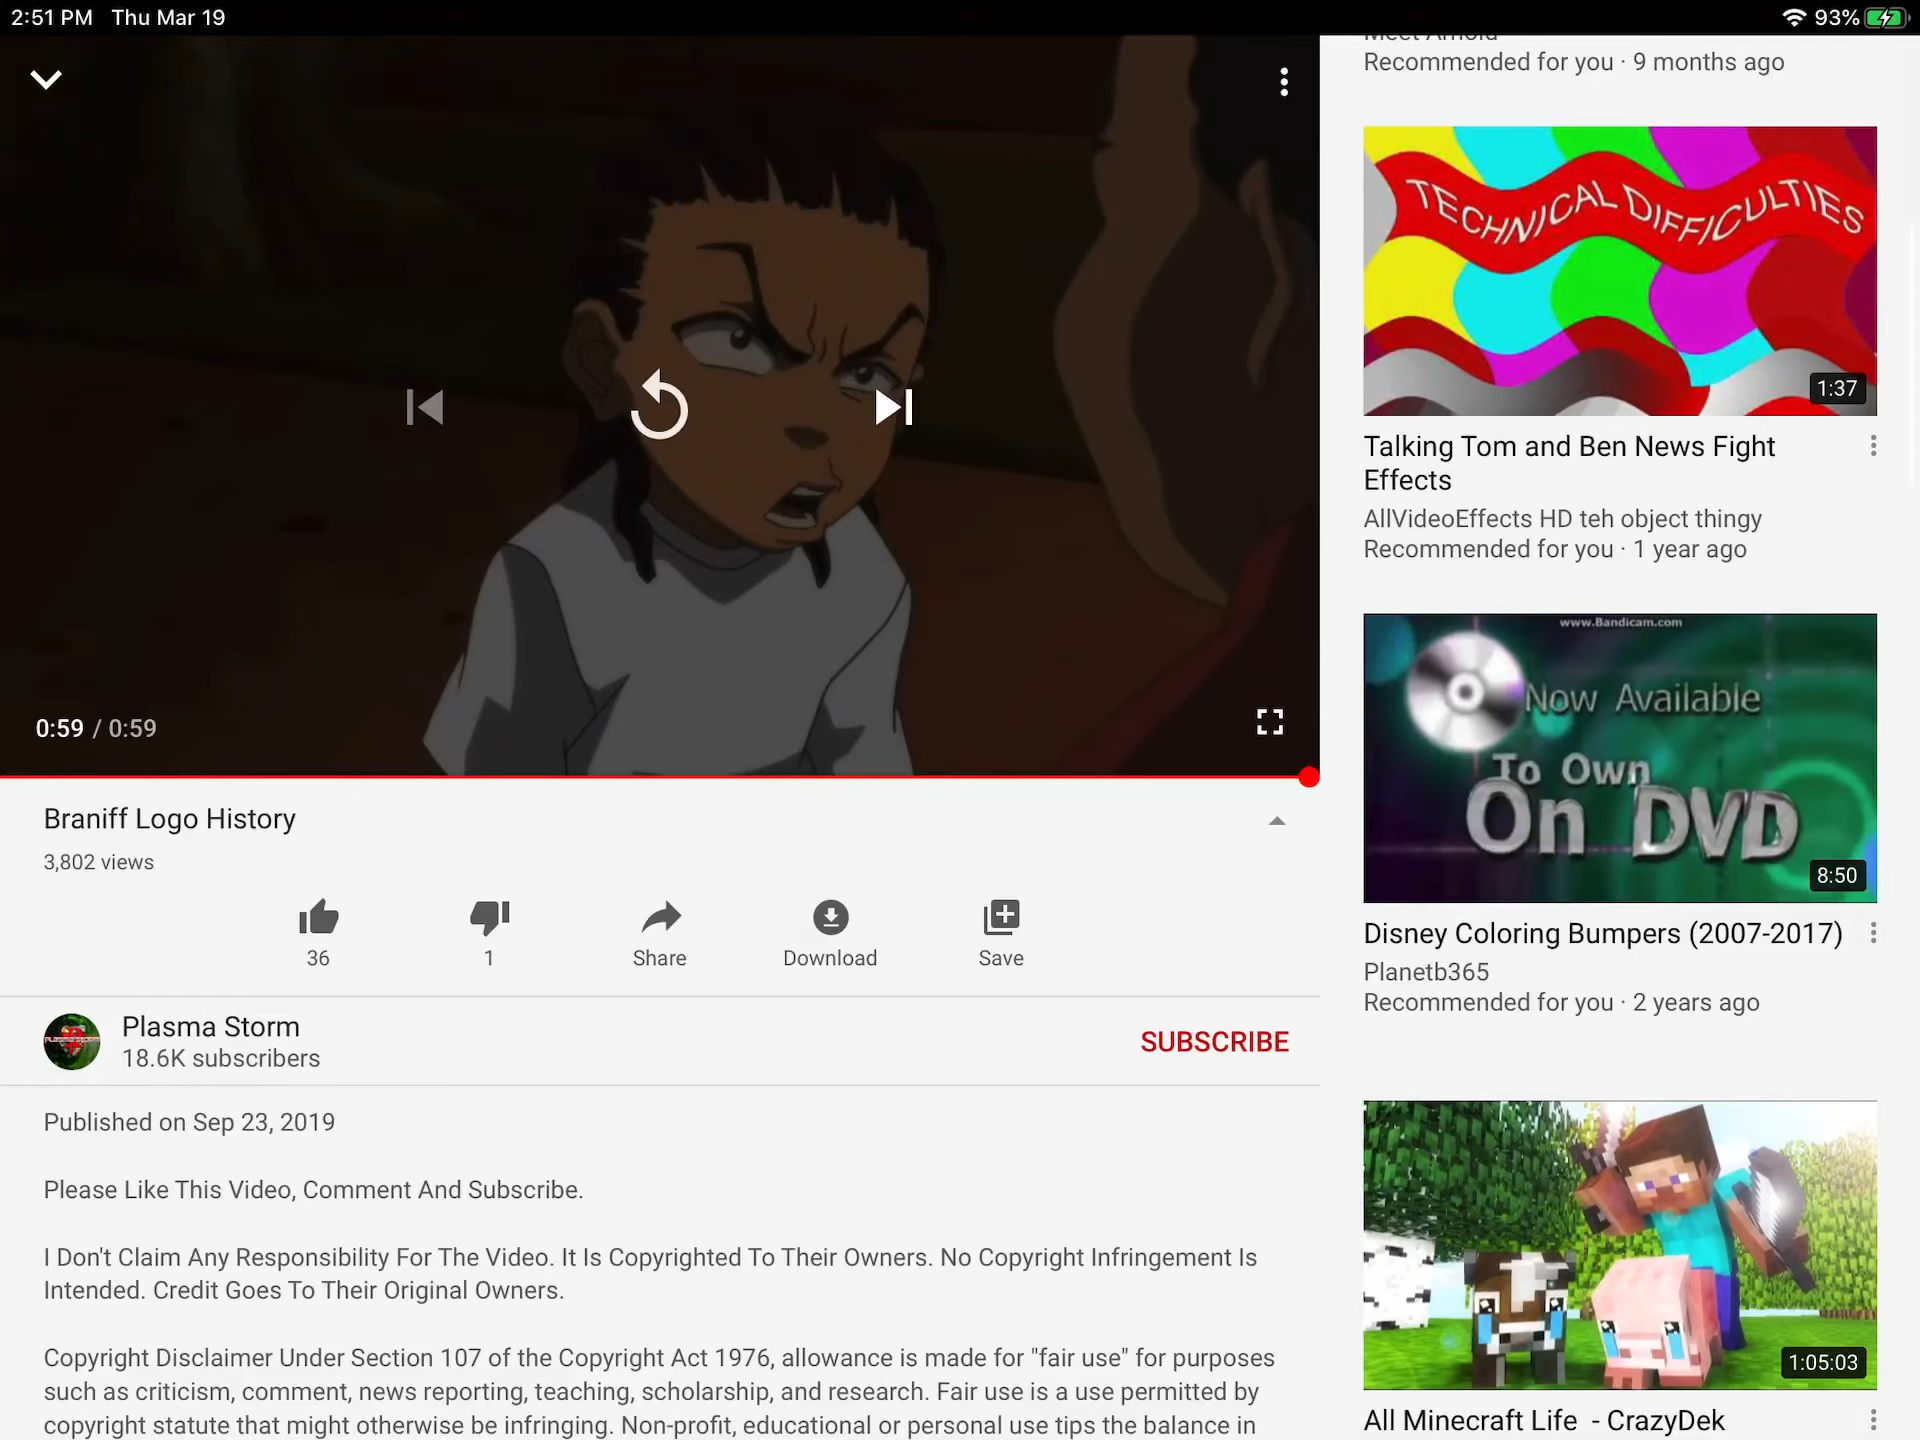 2:51 PM Thu Mar 19
93%
0:59 / 0:59
Braniff Logo History
3,802 views
36
1
Share
Download
Save
Plasma Storm
18.6K subscribers
SUBSCRIBE
Published on Sep 23, 2019
Please Like This Video, Comment And Subscribe.
I Don't Claim Any Responsibility For The Video. It Is Copyrighted To Their Owners. No Copyright Infringement Is
Intended. Credit Goes To Their Original Owners.
Copyright Disclaimer Under Section 107 of the Copyright Act 1976, allowance is made for "fair use" for purposes
such as criticism, comment, news reporting, teaching, scholarship, and research. Fair use is a use permitted by
copyright statute that might otherwise be infringing. Non-profit, educational or personal use tips the balance in
Meet Arnold
Recommended for you · 9 months ago
TECHNICAL DIFFICULTIES
1:37
Talking Tom and Ben News Fight
Effects
AllVideoEffects HD teh object thingy
Recommended for you · 1 year ago
www.Bandicam.com
Now Available
To Own
On DVD
8:50
Disney Coloring Bumpers (2007-2017)
Planetb365
Recommended for you · 2 years ago
1:05:03
All Minecraft Life - CrazyDek